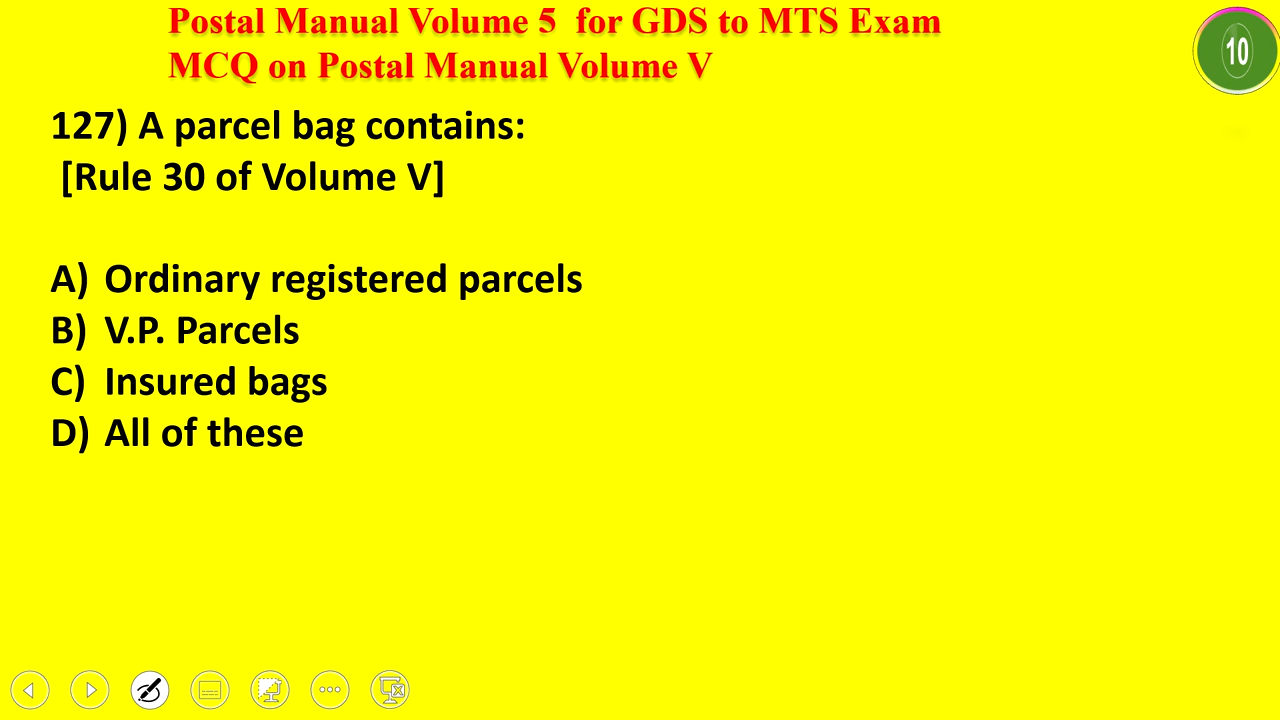 Postal Manual Volume 5 for GDS to MTS Exam
MCQ on Postal Manual Volume V
10
127) A parcel bag contains:
[Rule 30 of Volume V]
A) Ordinary registered parcels
B) V.P. Parcels
C) Insured bags
D) All of these